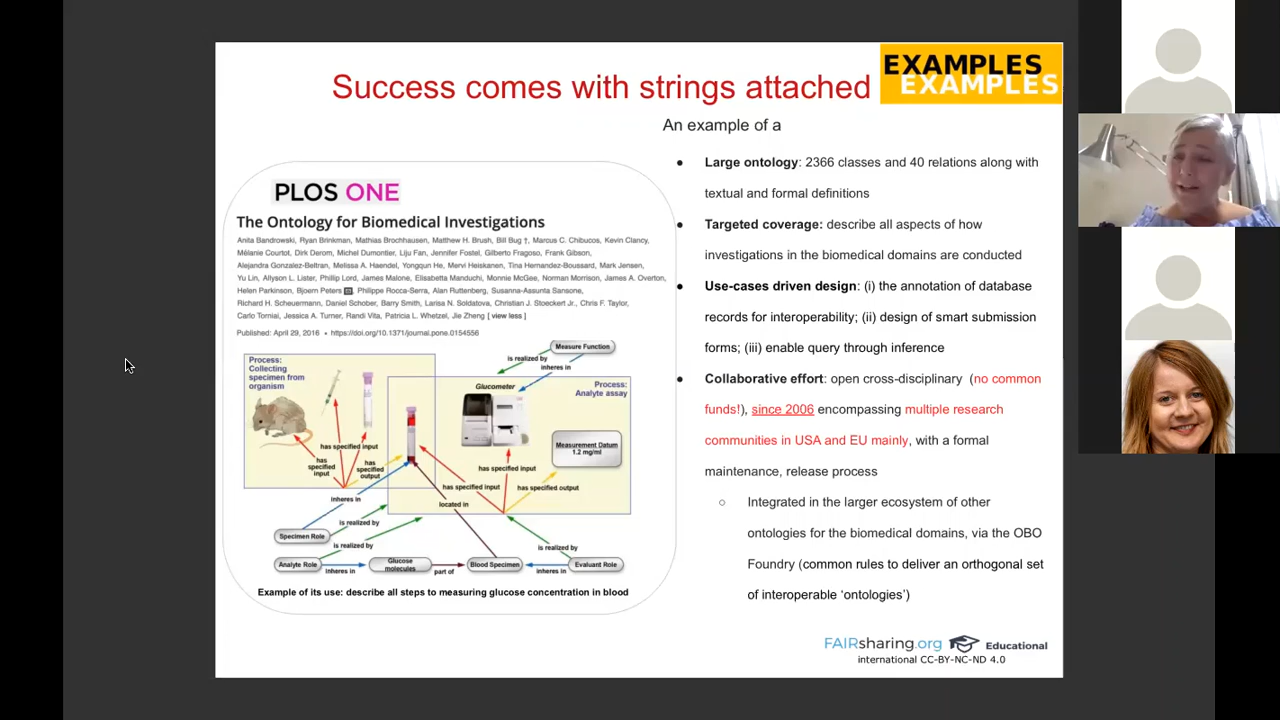 Success comes with strings attached
EXAMPLES
EXAMPLES
An example of a
PLOS ONE
The Ontology for Biomedical Investigations
Anita Bandrowski, Ryan Brinkman, Mathias Brochhausen, Matthew H. Brush, Bill Bug †, Marcus C. Chibucos, Kevin Clancy,
Mélanie Courtot, Dirk Derom, Michel Dumontier, Liju Fan, Jennifer Fostel, Gilberto Fragoso, Frank Gibson,
Alejandra Gonzalez-Beltran, Melissa A. Haendel, Yongqun He, Mervi Heiskanen, Tina Hernandez-Boussard, Mark Jensen,
Yu Lin, Allyson L. Lister, Phillip Lord, James Malone, Elisabetta Manduchi, Monnie McGee, Norman Morrison, James A. Overton,
Helen Parkinson, Bjoern Peters, Philippe Rocca-Serra, Alan Ruttenberg, Susanna-Assunta Sansone,
Richard H. Scheuermann, Daniel Schober, Barry Smith, Larisa N. Soldatova, Christian J. Stoeckert Jr., Chris F. Taylor,
Carlo Torniai, Jessica A. Turner, Randi Vita, Patricia L. Whetzel, Jie Zheng [ view less ]
Published: April 29, 2016 • https://doi.org/10.1371/journal.pone.0154556
Process:
Collecting
specimen from
organism
Measure Function
is realized by
inheres in
Glucometer
Process:
Analyte assay
Measurement Datum
1.2 mg/ml
has specified input
has
specified
input
has
specified
output
has specified input
has specified input
has specified output
inheres in
located in
is realized by
Specimen Role
is realized by
is realized by
Analyte Role
inheres in
Glucose
molecules
part of
Blood Specimen
inheres in
Evaluant Role
Example of its use: describe all steps to measuring glucose concentration in blood
● Large ontology: 2366 classes and 40 relations along with
textual and formal definitions
● Targeted coverage: describe all aspects of how
investigations in the biomedical domains are conducted
● Use-cases driven design: (i) the annotation of database
records for interoperability; (ii) design of smart submission
forms; (iii) enable query through inference
● Collaborative effort: open cross-disciplinary (no common
funds!), since 2006 encompassing multiple research
communities in USA and EU mainly, with a formal
maintenance, release process
○ Integrated in the larger ecosystem of other
ontologies for the biomedical domains, via the OBO
Foundry (common rules to deliver an orthogonal set
of interoperable ‘ontologies’)
FAIRsharing.org Educational
international CC-BY-NC-ND 4.0